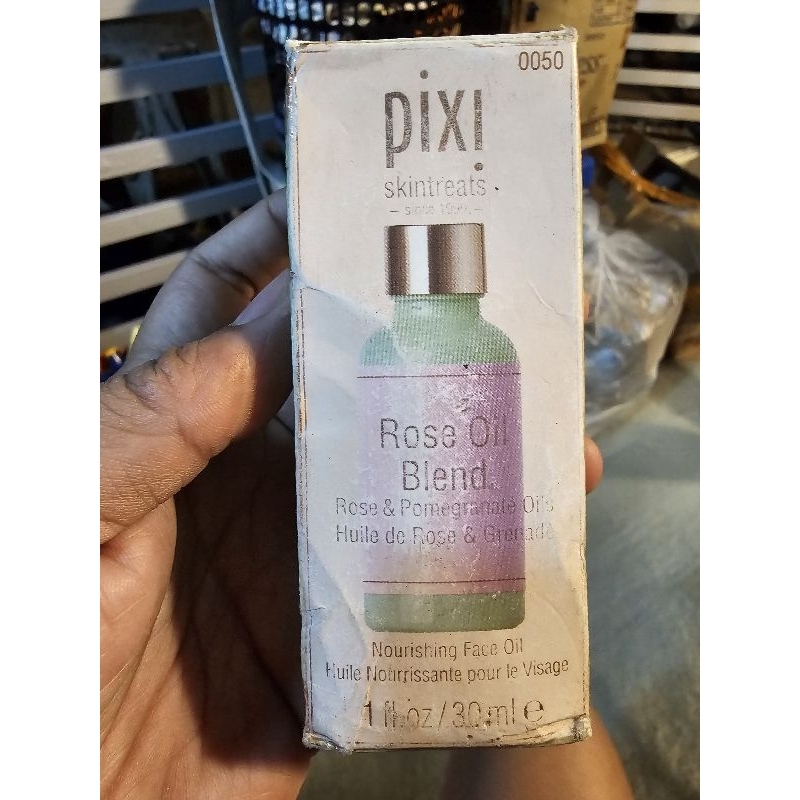 0050
pixi
skintreats
Rose Oil
Blend
Rose & Pomegranate Oils
Huile de Rose & Grenade
Nourishing Face Oil
Huile Nourrissante pour le Visage
1 fl.oz/30 ml ℮